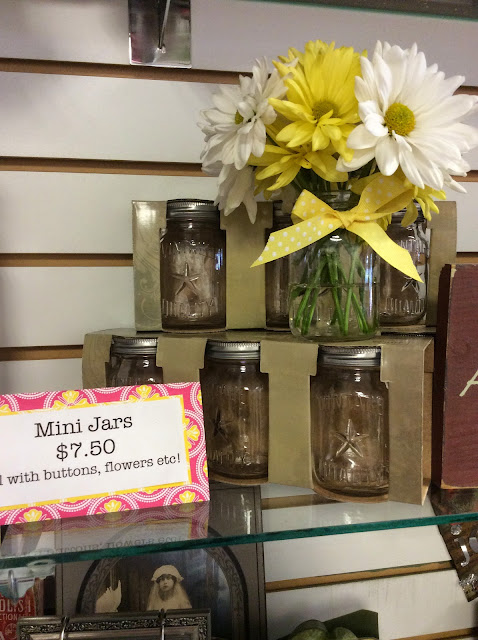 Mini Jars
$7.50
with buttons, flowers etc!
A